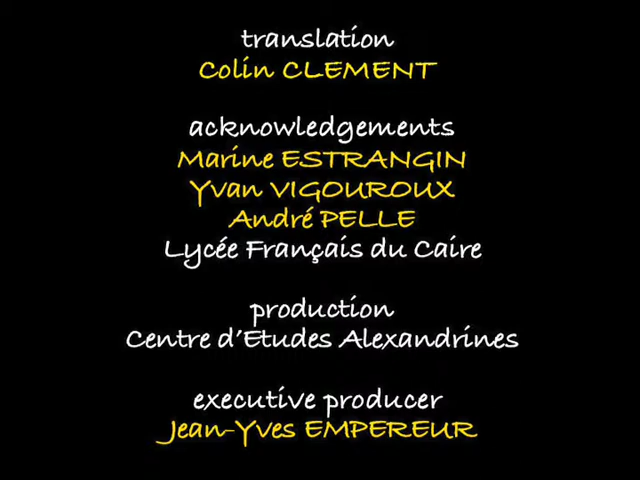 translation
Colin CLEMENT
acknowledgements
Marine ESTRANGIN
Yvan VIGOUROUX
André PELLE
Lycée Français du Caire
production
Centre d'Etudes Alexandrines
executive producer
Jean-Yves EMPEREUR